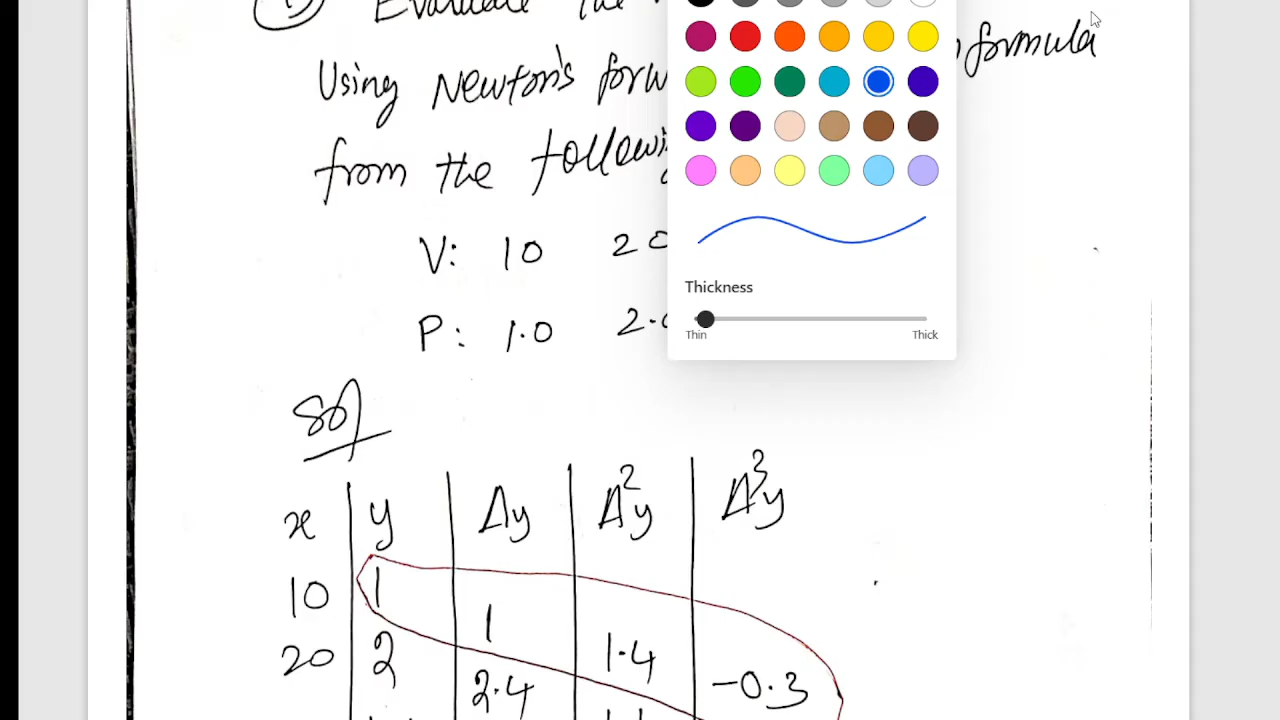 Evaluate the
Using Newton's forw formula
from the followi
V: 10 20
P: 1.0 2.0
Thickness
Thin Thick
Sol
x y Δy Δ²y Δ³y
10 1
1
20 2 1.4
2.4 -0.3